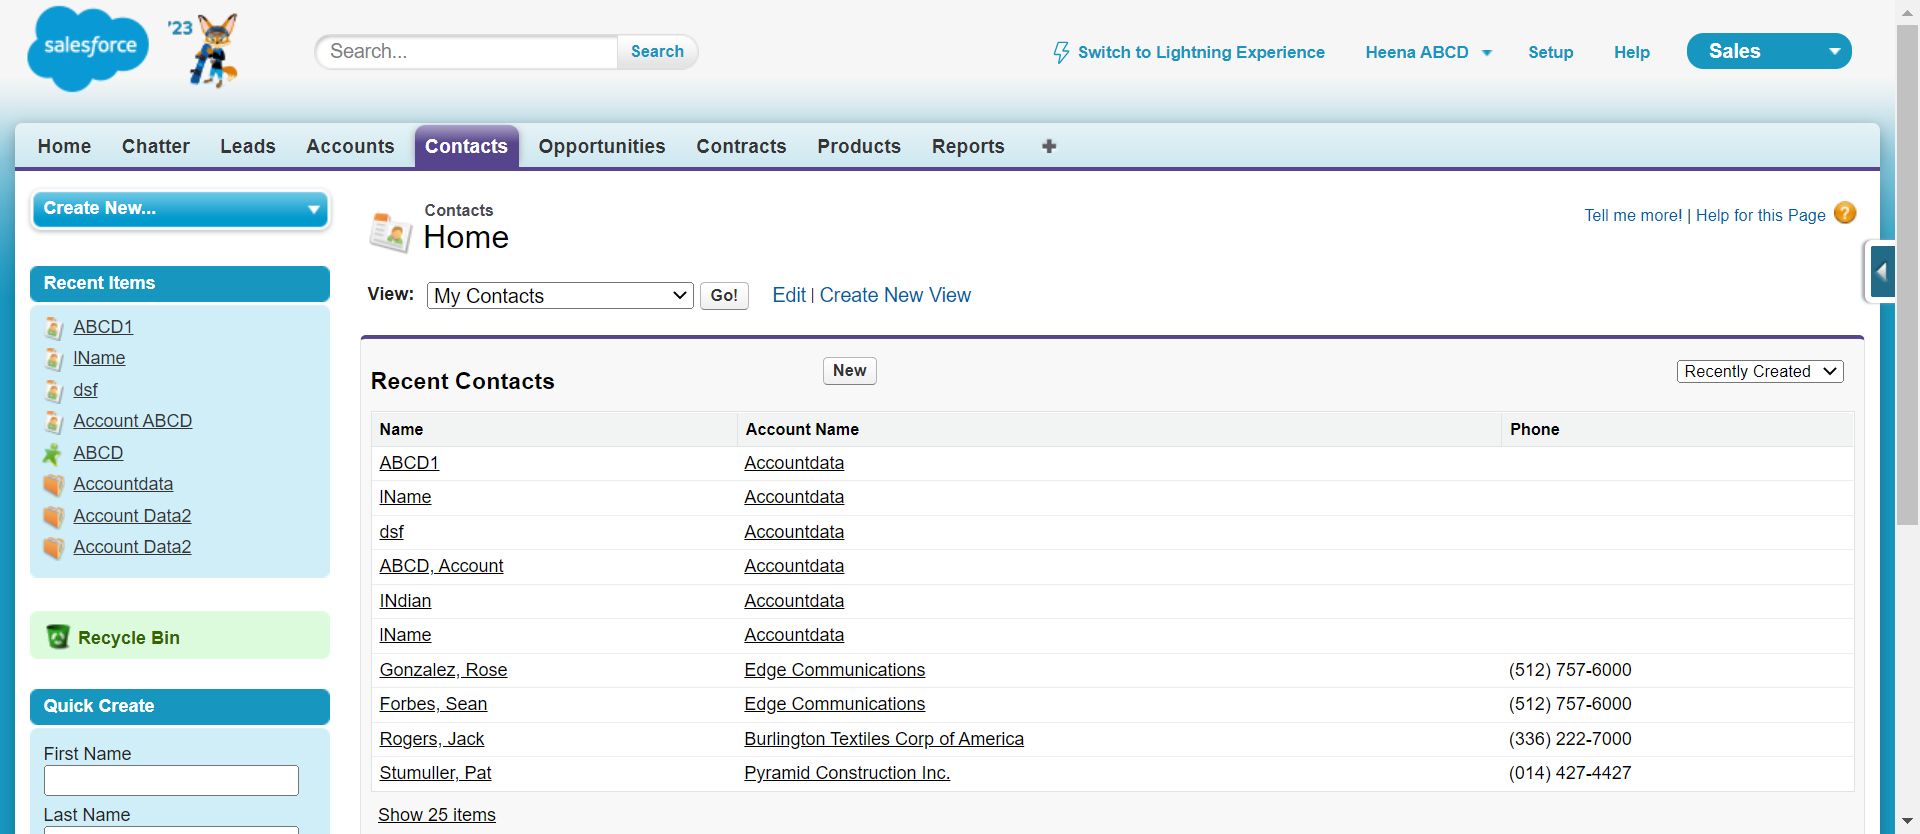 salesforce
'23
Search...
Search
Switch to Lightning Experience
Heena ABCD
Setup
Help
Sales
Home
Chatter
Leads
Accounts
Contacts
Opportunities
Contracts
Products
Reports
Create New...
Recent Items
ABCD1
lName
dsf
Account ABCD
ABCD
Accountdata
Account Data2
Account Data2
Recycle Bin
Quick Create
First Name
Last Name
Contacts
Home
Tell me more! | Help for this Page ?
View: My Contacts Go! Edit | Create New View
Recent Contacts New Recently Created
Name Account Name Phone
ABCD1 Accountdata
lName Accountdata
dsf Accountdata
ABCD, Account Accountdata
INdian Accountdata
lName Accountdata
Gonzalez, Rose Edge Communications (512) 757-6000
Forbes, Sean Edge Communications (512) 757-6000
Rogers, Jack Burlington Textiles Corp of America (336) 222-7000
Stumuller, Pat Pyramid Construction Inc. (014) 427-4427
Show 25 items